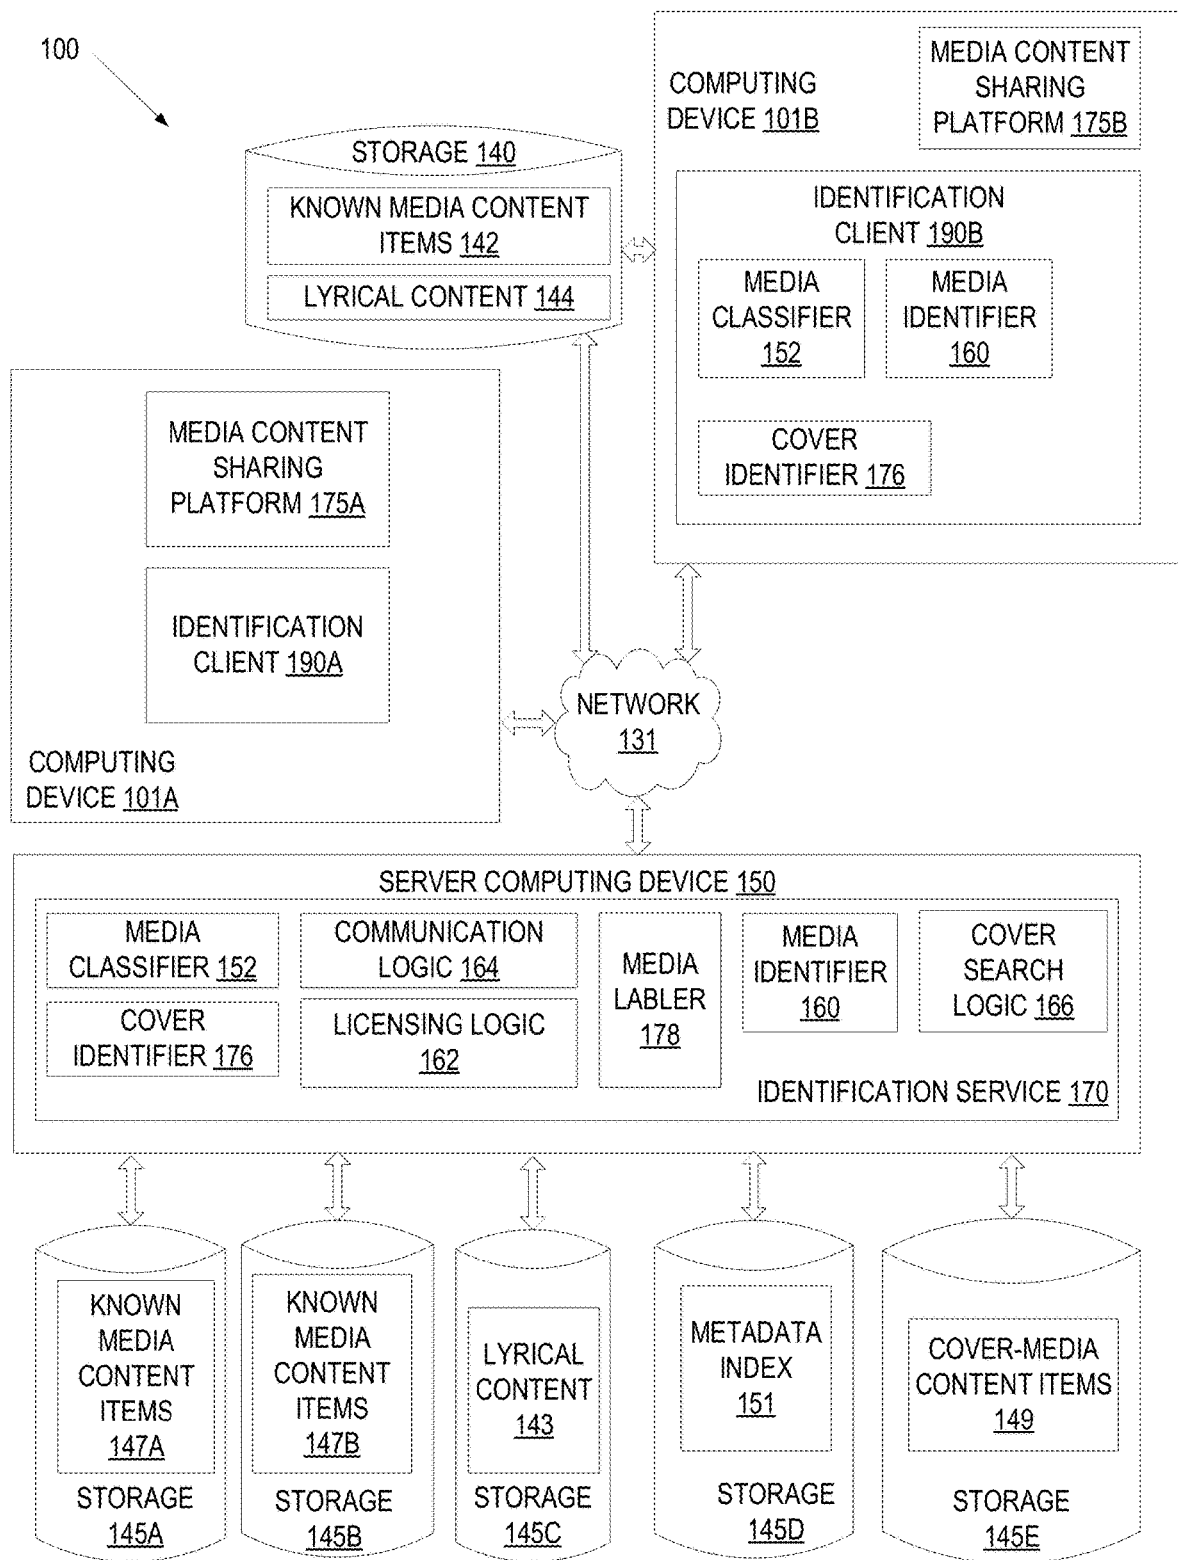 100
STORAGE 140
KNOWN MEDIA CONTENT
ITEMS 142
LYRICAL CONTENT 144
COMPUTING
DEVICE 101B
MEDIA CONTENT
SHARING
PLATFORM 175B
IDENTIFICATION
CLIENT 190B
MEDIA
CLASSIFIER
152
MEDIA
IDENTIFIER
160
COVER
IDENTIFIER 176
MEDIA CONTENT
SHARING
PLATFORM 175A
IDENTIFICATION
CLIENT 190A
COMPUTING
DEVICE 101A
NETWORK
131
SERVER COMPUTING DEVICE 150
MEDIA
CLASSIFIER 152
COVER
IDENTIFIER 176
COMMUNICATION
LOGIC 164
LICENSING LOGIC
162
MEDIA
LABLER
178
MEDIA
IDENTIFIER
160
COVER
SEARCH
LOGIC 166
IDENTIFICATION SERVICE 170
KNOWN
MEDIA
CONTENT
ITEMS
147A
STORAGE
145A
KNOWN
MEDIA
CONTENT
ITEMS
147B
STORAGE
145B
LYRICAL
CONTENT
143
STORAGE
145C
METADATA
INDEX
151
STORAGE
145D
COVER-MEDIA
CONTENT ITEMS
149
STORAGE
145E